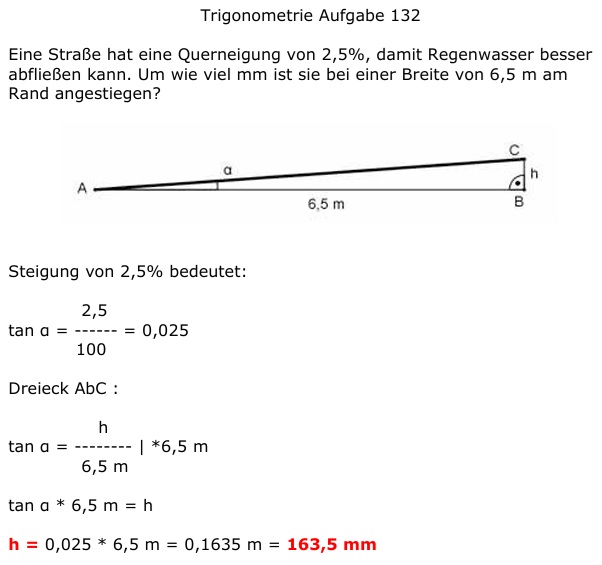 Trigonometrie Aufgabe 132
Eine Straße hat eine Querneigung von 2,5%, damit Regenwasser besser
abfließen kann. Um wie viel mm ist sie bei einer Breite von 6,5 m am
Rand angestiegen?
C
α
h
A
6,5 m
B
Steigung von 2,5% bedeutet:
2,5
tan α = ------ = 0,025
100
Dreieck AbC :
h
tan α = -------- | *6,5 m
6,5 m
tan α * 6,5 m = h
h = 0,025 * 6,5 m = 0,1635 m = 163,5 mm